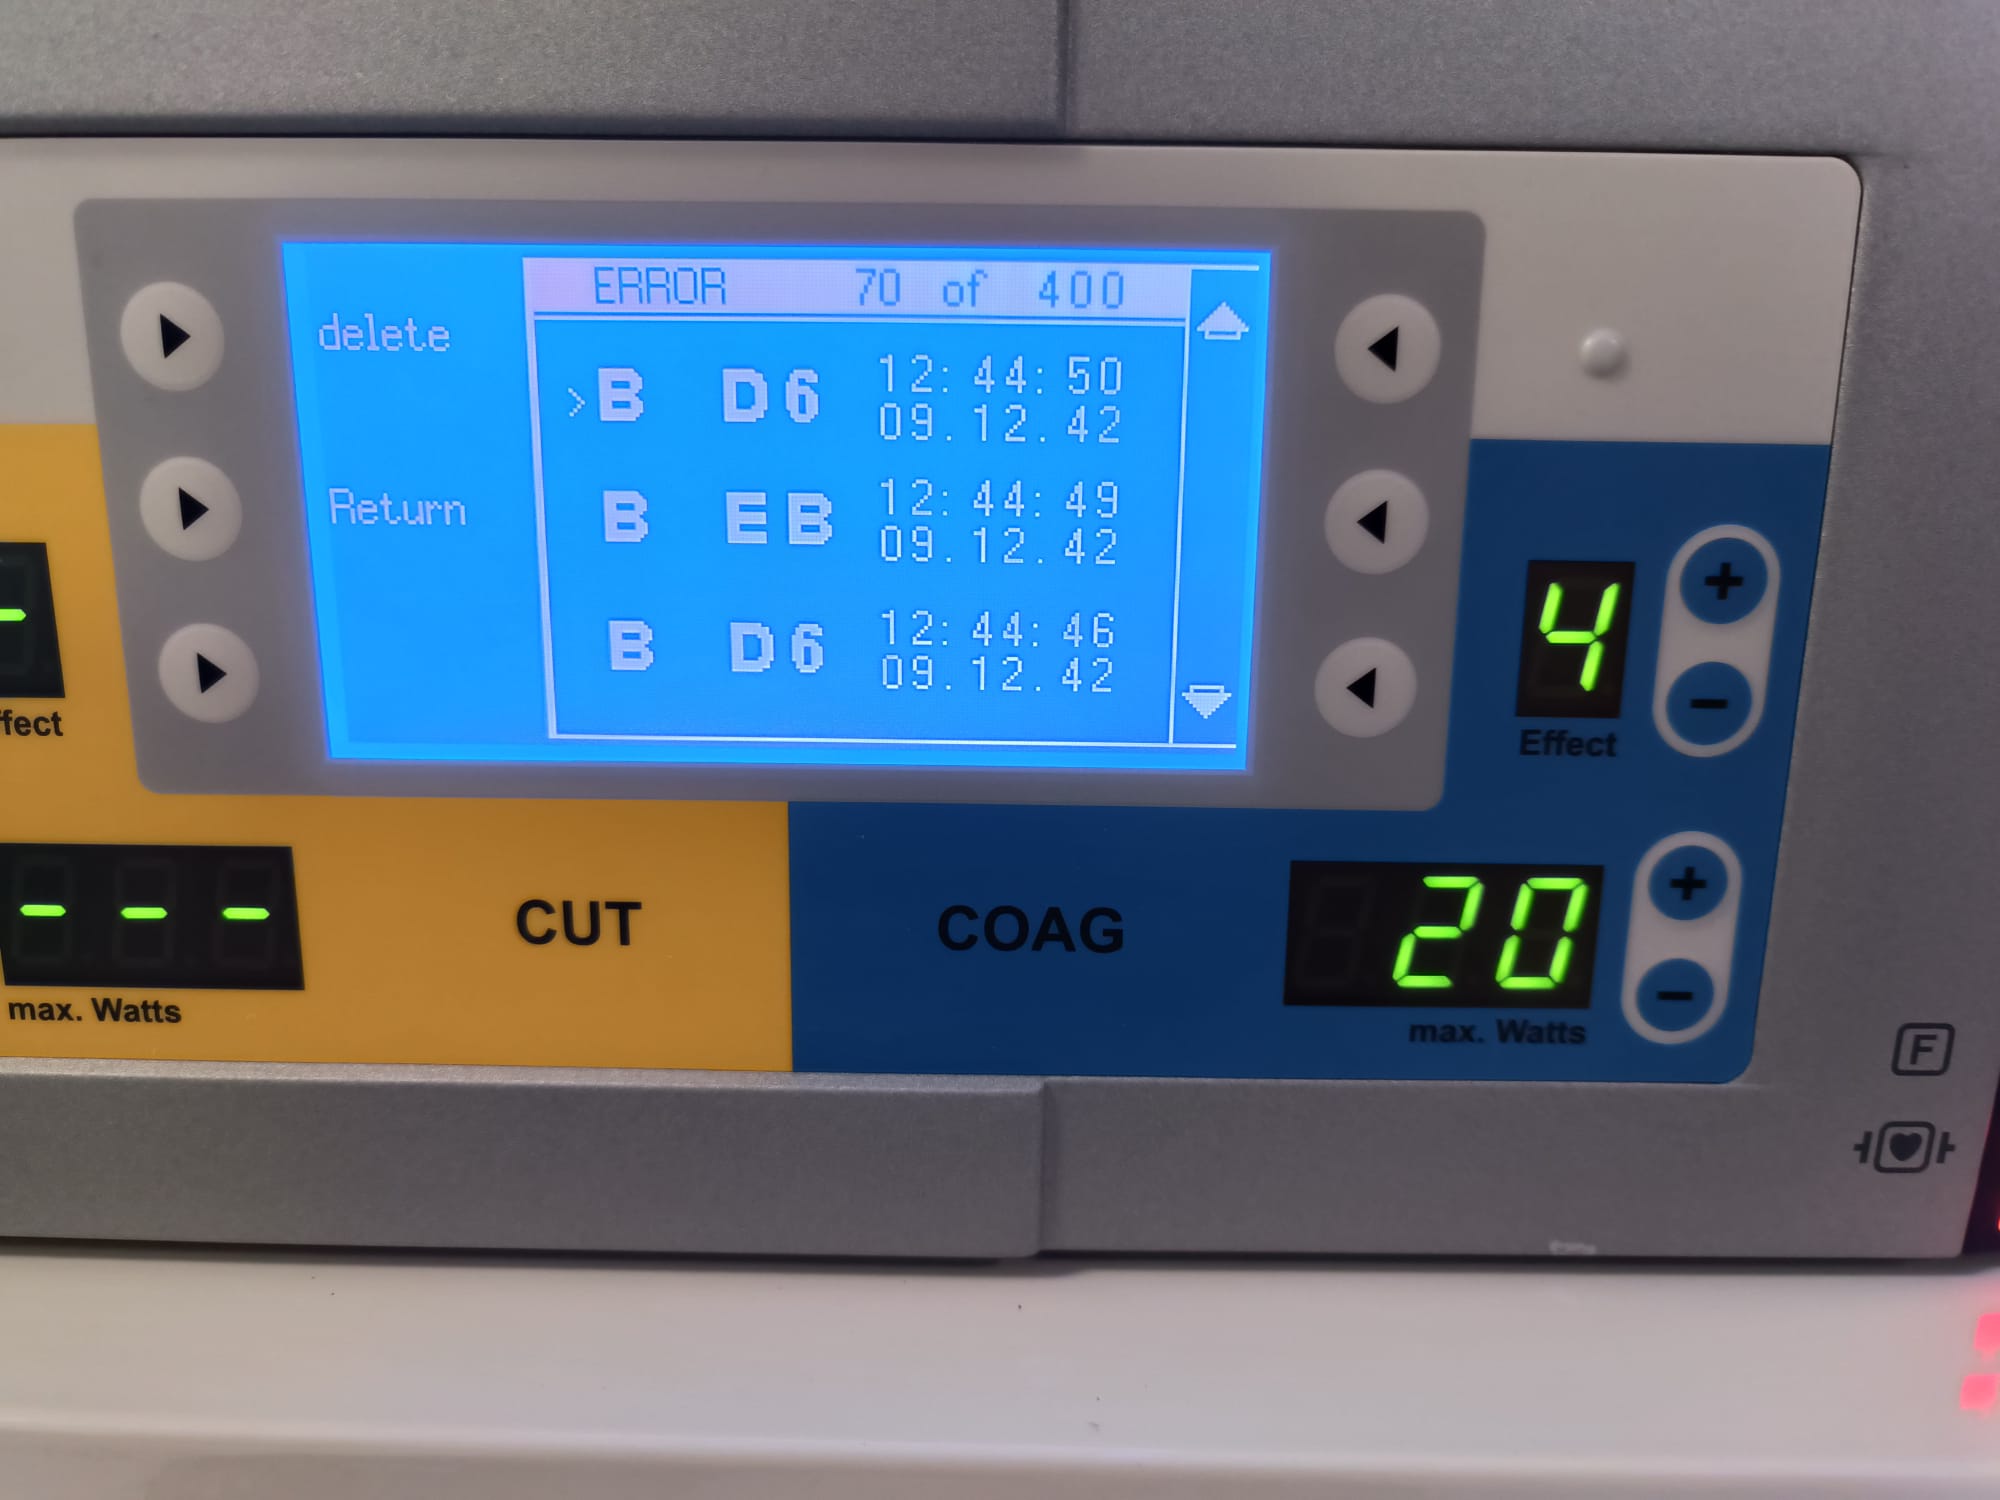 ERROR 70 of 400
delete
>B D6 12:44:50
09.12.42
Return
B EB 12:44:49
09.12.42
B D6 12:44:46
09.12.42
-
ffect
4
+
-
Effect
- - -
max. Watts
CUT
COAG
20
+
-
max. Watts
F